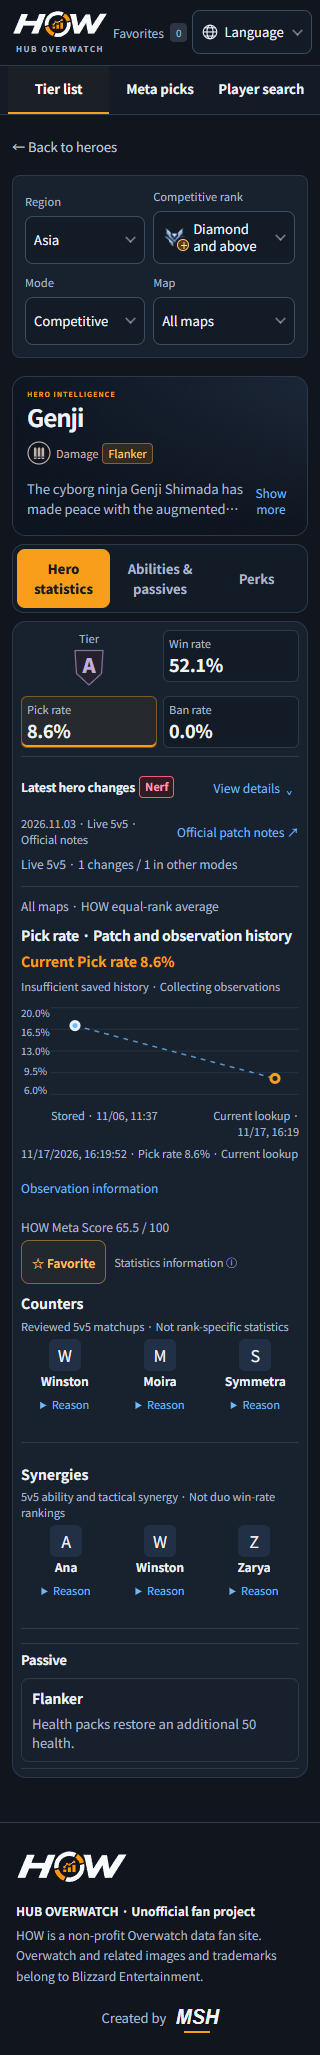 HOW
HUB OVERWATCH
Favorites 0
Language
Tier list
Meta picks
Player search
← Back to heroes
Region
Competitive rank
Asia
Diamond
and above
Mode
Map
Competitive
All maps
HERO INTELLIGENCE
Genji
Damage Flanker
The cyborg ninja Genji Shimada has
made peace with the augmented···
Show
more
Hero
statistics
Abilities &
passives
Perks
Tier
A
Win rate
52.1%
Pick rate
8.6%
Ban rate
0.0%
Latest hero changes Nerf
View details
2026.11.03 · Live 5v5 ·
Official notes
Official patch notes ↗
Live 5v5 · 1 changes / 1 in other modes
All maps · HOW equal-rank average
Pick rate · Patch and observation history
Current Pick rate 8.6%
Insufficient saved history · Collecting observations
20.0%
16.5%
13.0%
9.5%
6.0%
Stored · 11/06, 11:37
Current lookup ·
11/17, 16:19
11/17/2026, 16:19:52 · Pick rate 8.6% · Current lookup
Observation information
HOW Meta Score 65.5 / 100
☆ Favorite
Statistics information ⓘ
Counters
Reviewed 5v5 matchups · Not rank-specific statistics
W M S
Winston Moira Symmetra
▶ Reason ▶ Reason ▶ Reason
Synergies
5v5 ability and tactical synergy · Not duo win-rate
rankings
A W Z
Ana Winston Zarya
▶ Reason ▶ Reason ▶ Reason
Passive
Flanker
Health packs restore an additional 50
health.
HOW
HUB OVERWATCH · Unofficial fan project
HOW is a non-profit Overwatch data fan site.
Overwatch and related images and trademarks
belong to Blizzard Entertainment.
Created by MSH